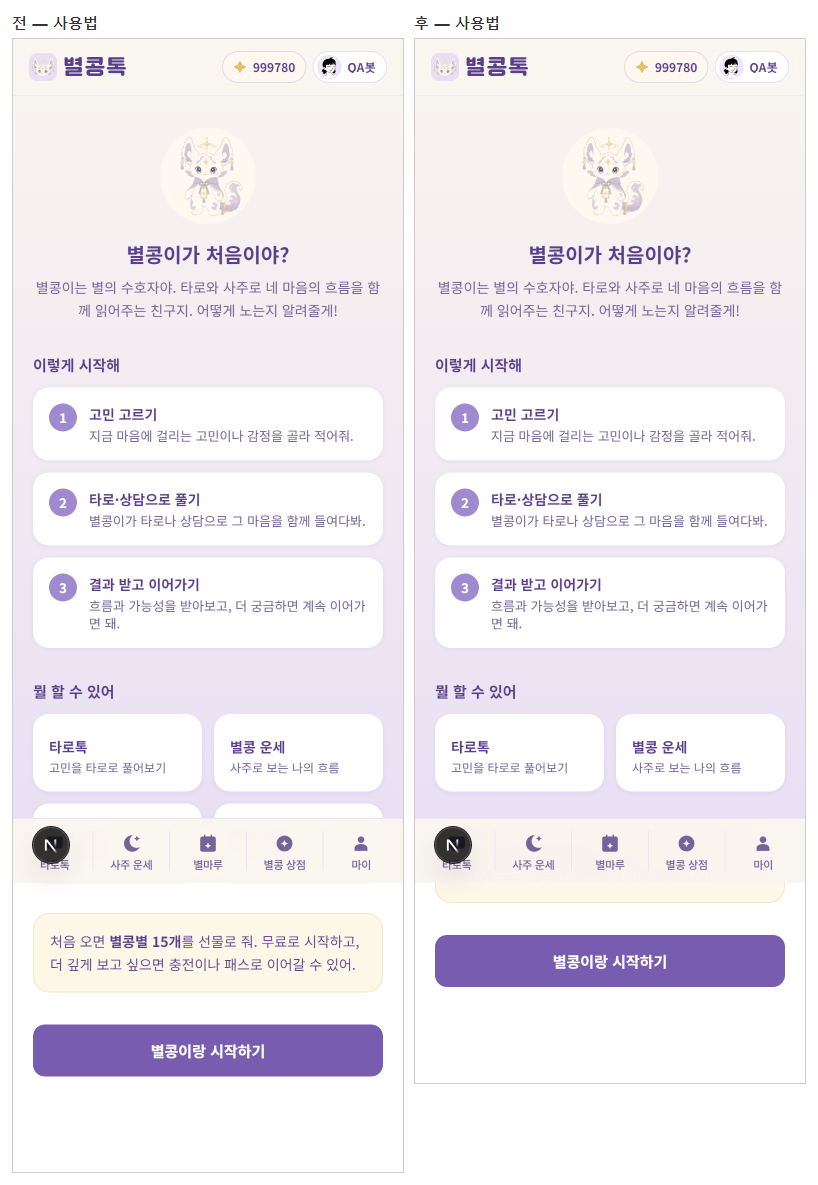 전 — 사용법
별콩톡
999780
QA봇
별콩이가 처음이야?
별콩이는 별의 수호자야. 타로와 사주로 네 마음의 흐름을 함
께 읽어주는 친구지. 어떻게 노는지 알려줄게!
이렇게 시작해
1
고민 고르기
지금 마음에 걸리는 고민이나 감정을 골라 적어줘.
2
타로·상담으로 풀기
별콩이가 타로나 상담으로 그 마음을 함께 들여다봐.
3
결과 받고 이어가기
흐름과 가능성을 받아보고, 더 궁금하면 계속 이어가
면 돼.
뭘 할 수 있어
타로톡
고민을 타로로 풀어보기
별콩 운세
사주로 보는 나의 흐름
N
타로톡
사주 운세
별마루
별콩 상점
마이
처음 오면 별콩별 15개를 선물로 줘. 무료로 시작하고,
더 깊게 보고 싶으면 충전이나 패스로 이어갈 수 있어.
별콩이랑 시작하기
후 — 사용법
별콩톡
999780
QA봇
별콩이가 처음이야?
별콩이는 별의 수호자야. 타로와 사주로 네 마음의 흐름을 함
께 읽어주는 친구지. 어떻게 노는지 알려줄게!
이렇게 시작해
1
고민 고르기
지금 마음에 걸리는 고민이나 감정을 골라 적어줘.
2
타로·상담으로 풀기
별콩이가 타로나 상담으로 그 마음을 함께 들여다봐.
3
결과 받고 이어가기
흐름과 가능성을 받아보고, 더 궁금하면 계속 이어가
면 돼.
뭘 할 수 있어
타로톡
고민을 타로로 풀어보기
별콩 운세
사주로 보는 나의 흐름
N
타로톡
사주 운세
별마루
별콩 상점
마이
별콩이랑 시작하기